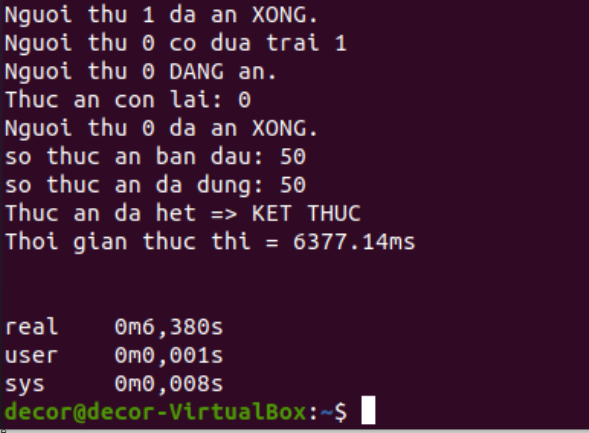 Nguoi thu 1 da an XONG.
Nguoi thu 0 co dua trai 1
Nguoi thu 0 DANG an.
Thuc an con lai: 0
Nguoi thu 0 da an XONG.
so thuc an ban dau: 50
so thuc an da dung: 50
Thuc an da het => KET THUC
Thoi gian thuc thi = 6377.14ms
real 0m6,380s
user 0m0,001s
sys 0m0,008s
decor@decor-VirtualBox:~$